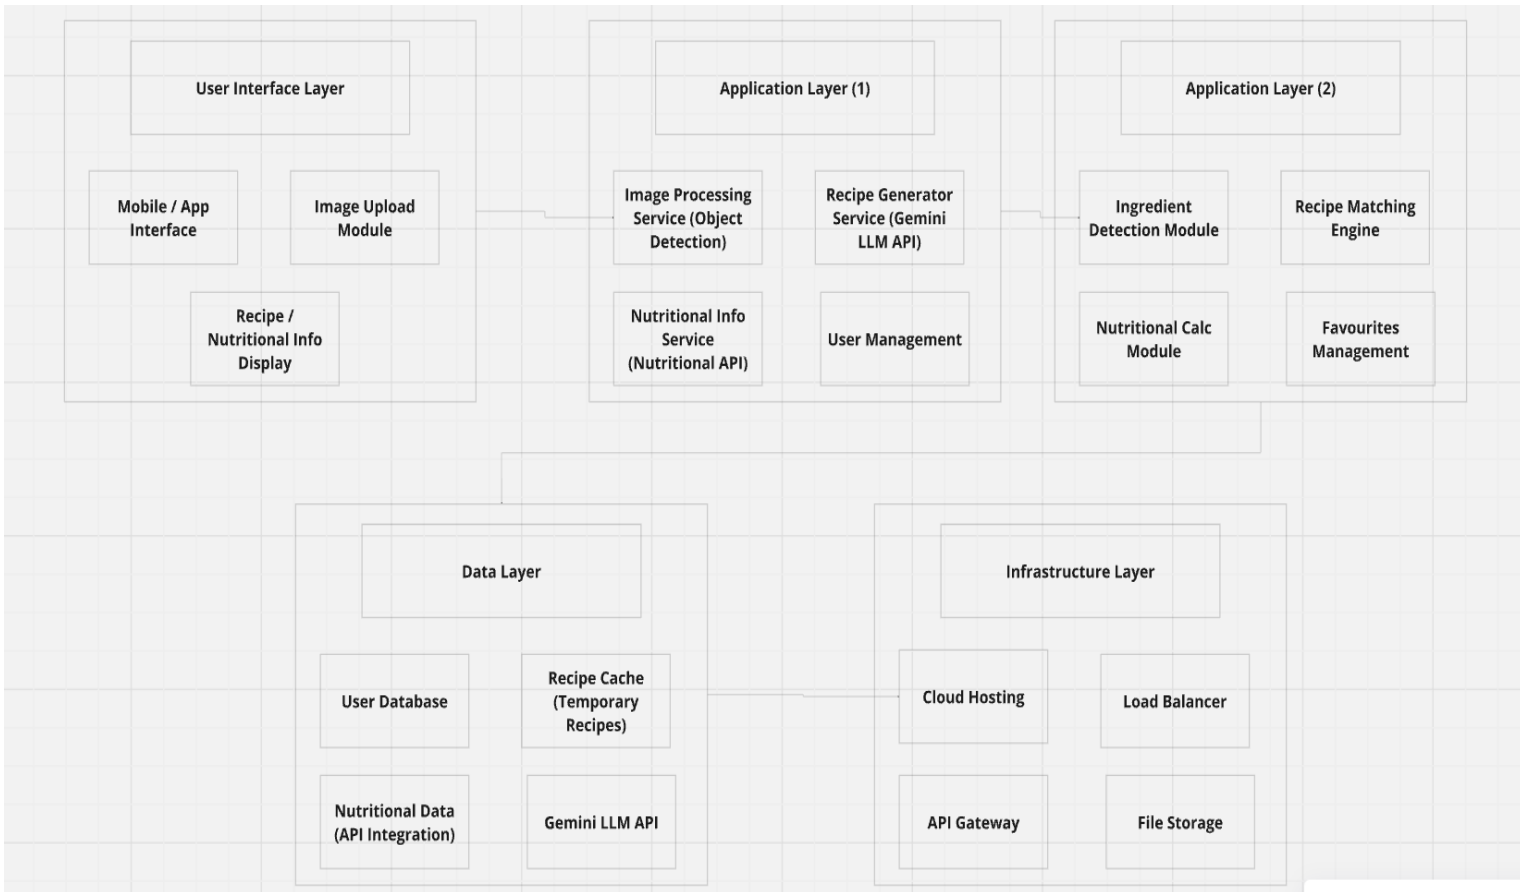 User Interface Layer
Mobile / App
Interface
Image Upload
Module
Recipe /
Nutritional Info
Display
Application Layer (1)
Image Processing
Service (Object
Detection)
Recipe Generator
Service (Gemini
LLM API)
Nutritional Info
Service
(Nutritional API)
User Management
Application Layer (2)
Ingredient
Detection Module
Recipe Matching
Engine
Nutritional Calc
Module
Favourites
Management
Data Layer
User Database
Recipe Cache
(Temporary
Recipes)
Nutritional Data
(API Integration)
Gemini LLM API
Infrastructure Layer
Cloud Hosting
Load Balancer
API Gateway
File Storage